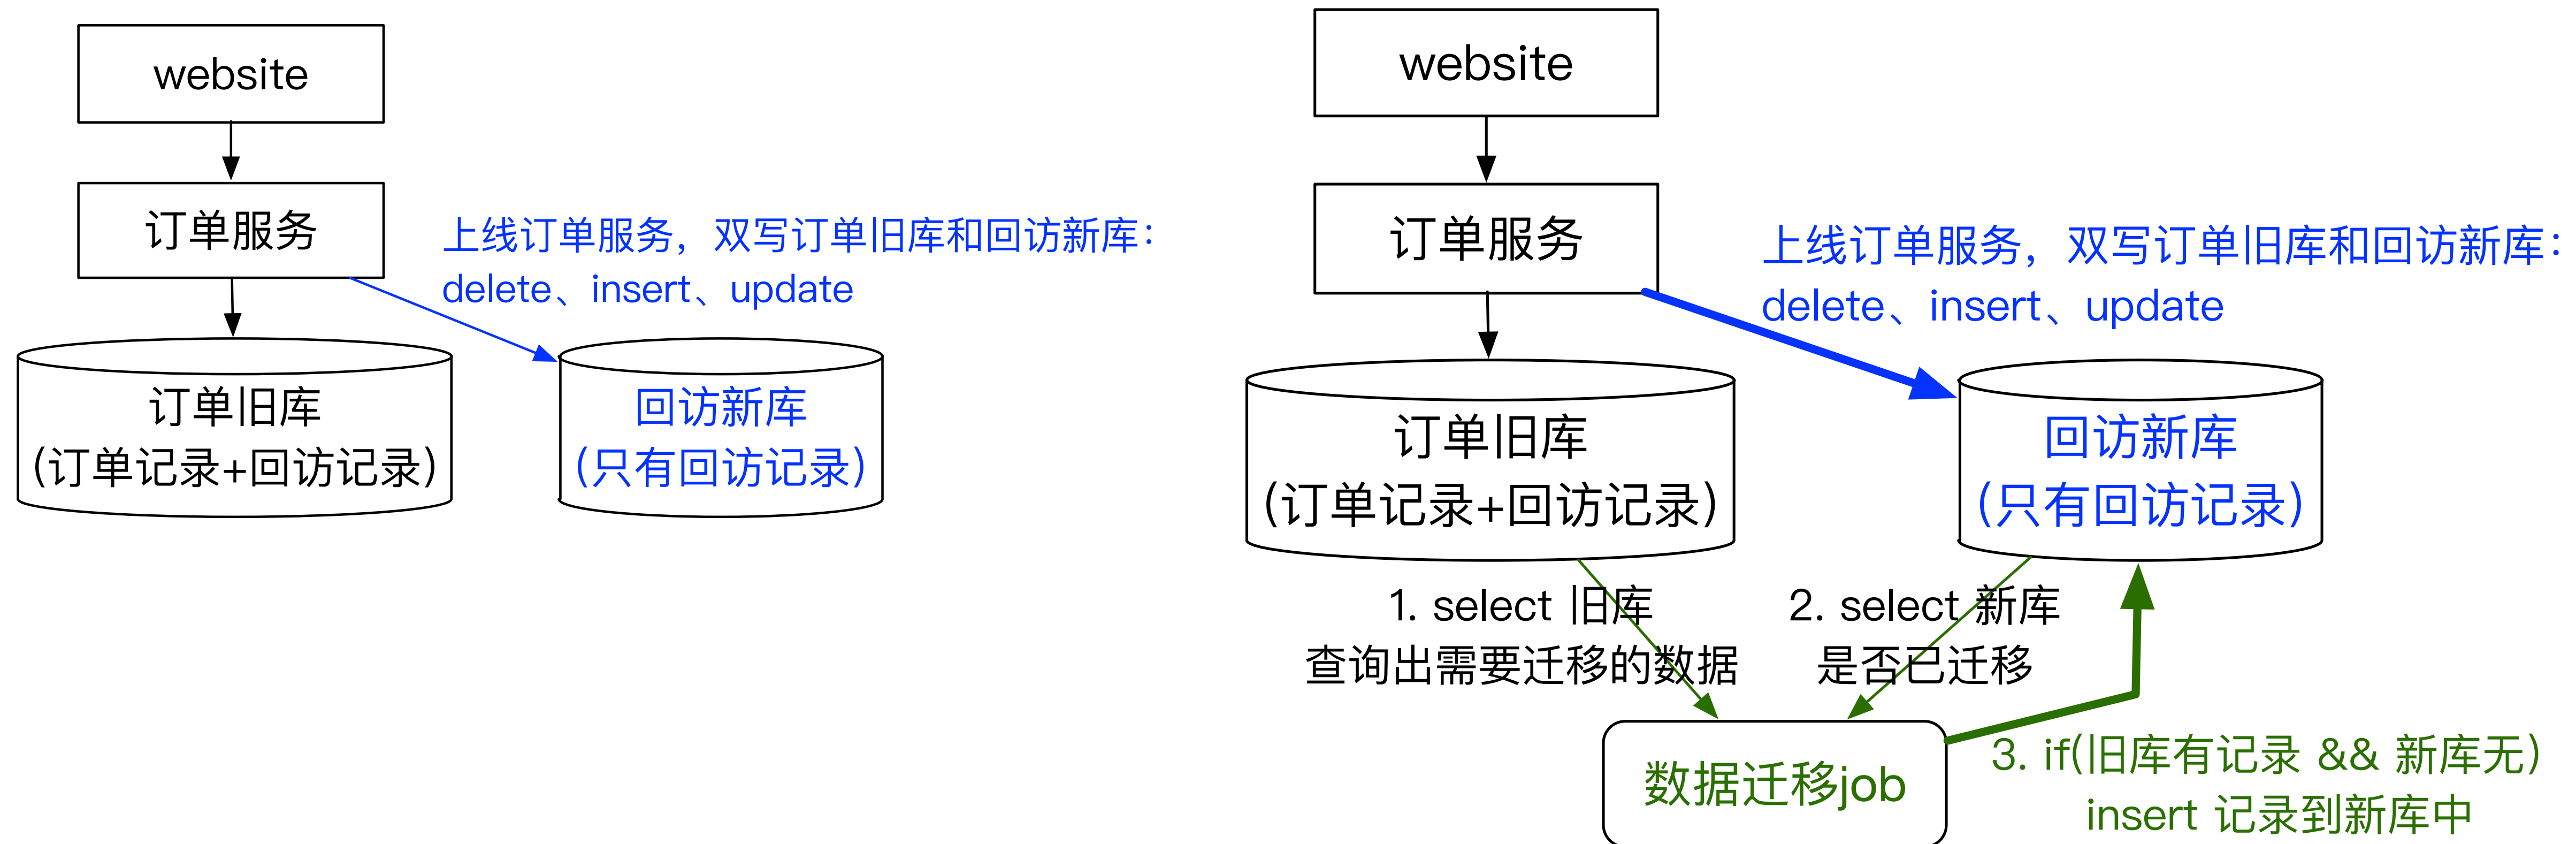 website
订单服务
上线订单服务，双写订单旧库和回访新库：
delete、insert、update
订单旧库
(订单记录+回访记录)
回访新库
(只有回访记录)
website
订单服务
上线订单服务，双写订单旧库和回访新库：
delete、insert、update
订单旧库
(订单记录+回访记录)
回访新库
(只有回访记录)
1. select 旧库
查询出需要迁移的数据
2. select 新库
是否已迁移
数据迁移job
3. if(旧库有记录 && 新库无)
insert 记录到新库中